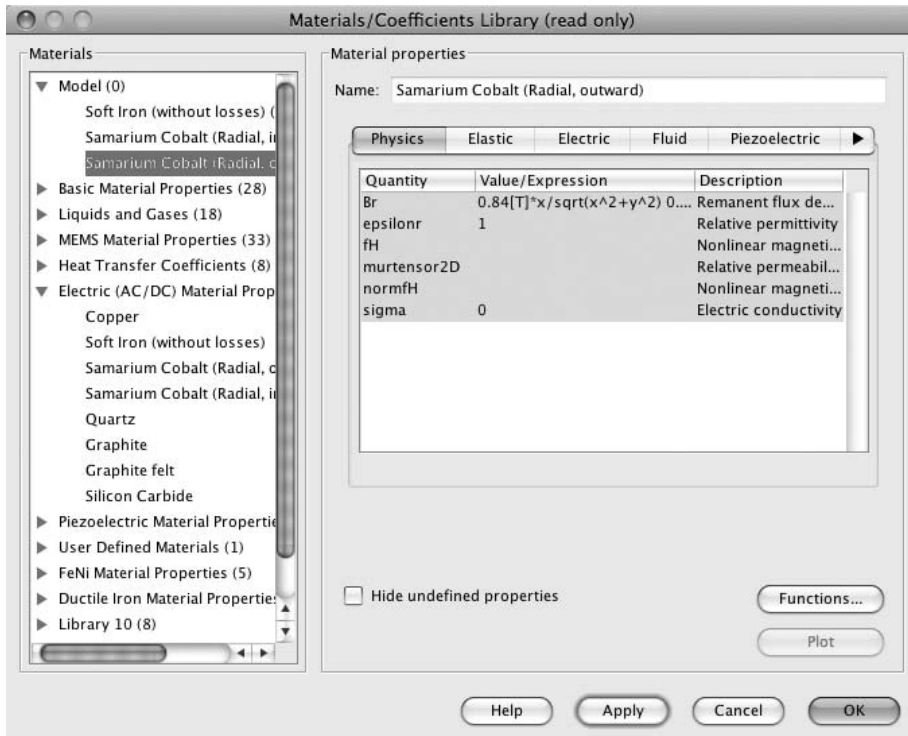 Materials/Coefficients Library (read only)
Materials
Model (0)
Soft Iron (without losses) (
Samarium Cobalt (Radial, i
Samarium Cobalt (Radial, o
Basic Material Properties (28)
Liquids and Gases (18)
MEMS Material Properties (33)
Heat Transfer Coefficients (8)
Electric (AC/DC) Material Prop
Copper
Soft Iron (without losses)
Samarium Cobalt (Radial, o
Samarium Cobalt (Radial, i
Quartz
Graphite
Graphite felt
Silicon Carbide
Piezoelectric Material Propertie
User Defined Materials (1)
FeNi Material Properties (5)
Ductile Iron Material Properties
Library 10 (8)
Material properties
Name: Samarium Cobalt (Radial, outward)
Physics Elastic Electric Fluid Piezoelectric
Quantity Value/Expression Description
Br 0.84[T]*x/sqrt(x^2+y^2) 0.... Remanent flux de...
epsilonr 1 Relative permittivity
fH Nonlinear magneti...
murtensor2D Relative permeabil...
normfH Nonlinear magneti...
sigma 0 Electric conductivity
Hide undefined properties
Functions...
Plot
Help Apply Cancel OK